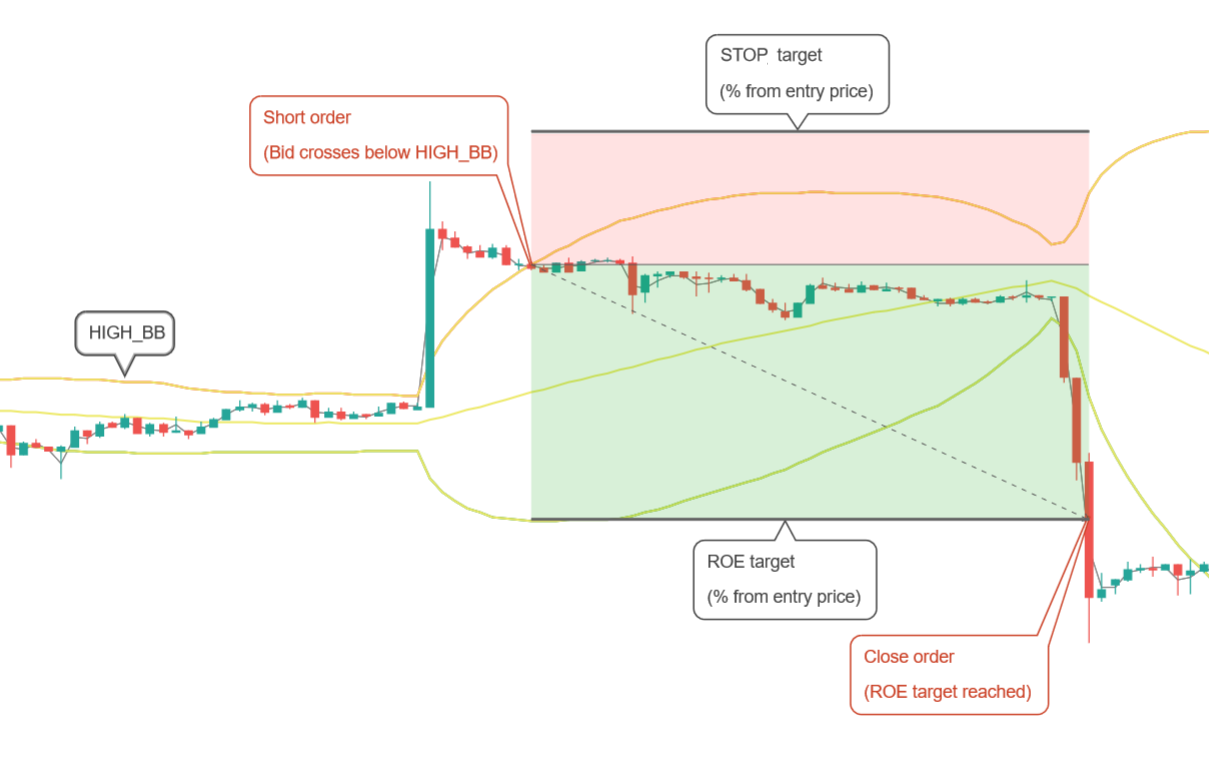 STOP target
(% from entry price)
Short order
(Bid crosses below HIGH_BB)
HIGH_BB
ROE target
(% from entry price)
Close order
(ROE target reached)